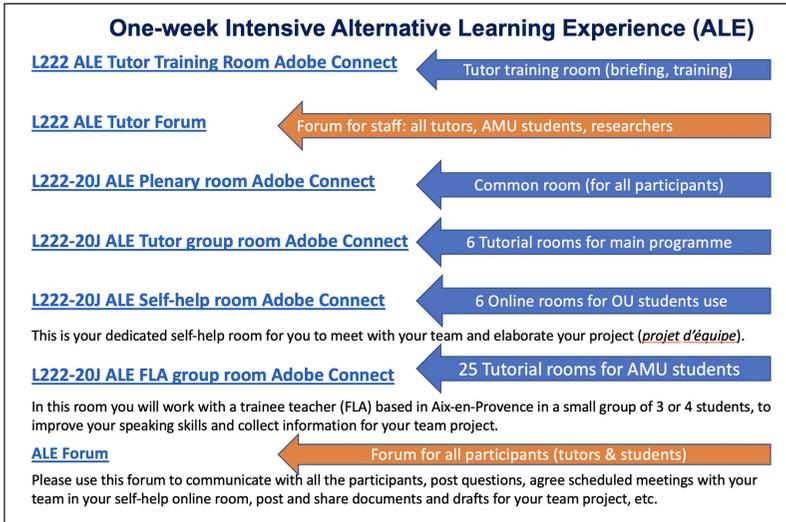 One-week Intensive Alternative Learning Experience (ALE)
L222 ALE Tutor Training Room Adobe Connect
Tutor training room (briefing, training)
L222 ALE Tutor Forum
Forum for staff: all tutors, AMU students, researchers
L222-20J ALE Plenary room Adobe Connect
Common room (for all participants)
L222-20J ALE Tutor group room Adobe Connect
6 Tutorial rooms for main programme
L222-20J ALE Self-help room Adobe Connect
6 Online rooms for OU students use
This is your dedicated self-help room for you to meet with your team and elaborate your project (projet d'équipe).
L222-20J ALE FLA group room Adobe Connect
25 Tutorial rooms for AMU students
In this room you will work with a trainee teacher (FLA) based in Aix-en-Provence in a small group of 3 or 4 students, to
improve your speaking skills and collect information for your team project.
ALE Forum
Forum for all participants (tutors & students)
Please use this forum to communicate with all the participants, post questions, agree scheduled meetings with your
team in your self-help online room, post and share documents and drafts for your team project, etc.